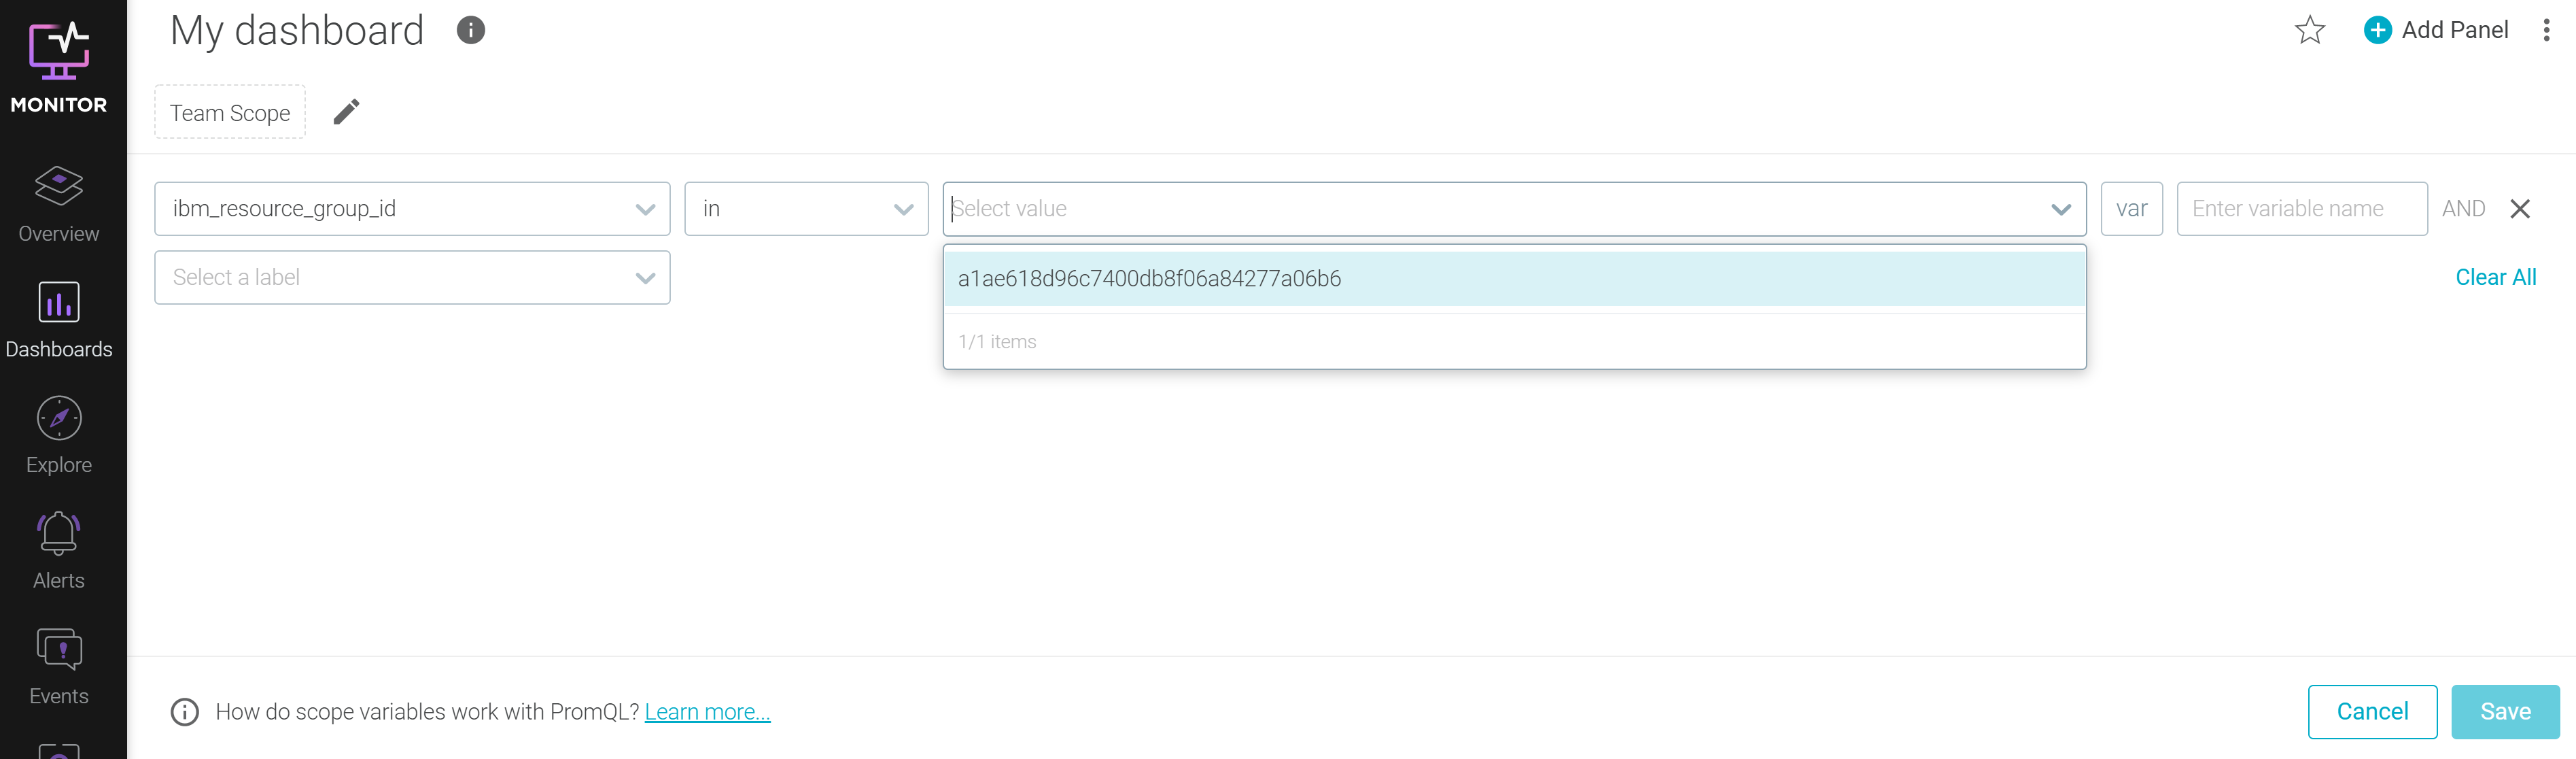 MONITOR
Overview
Dashboards
Explore
Alerts
Events
My dashboard
Add Panel
Team Scope
ibm_resource_group_id
in
Select value
var
Enter variable name
AND
Select a label
a1ae618d96c7400db8f06a84277a06b6
1/1 items
Clear All
How do scope variables work with PromQL? Learn more...
Cancel
Save